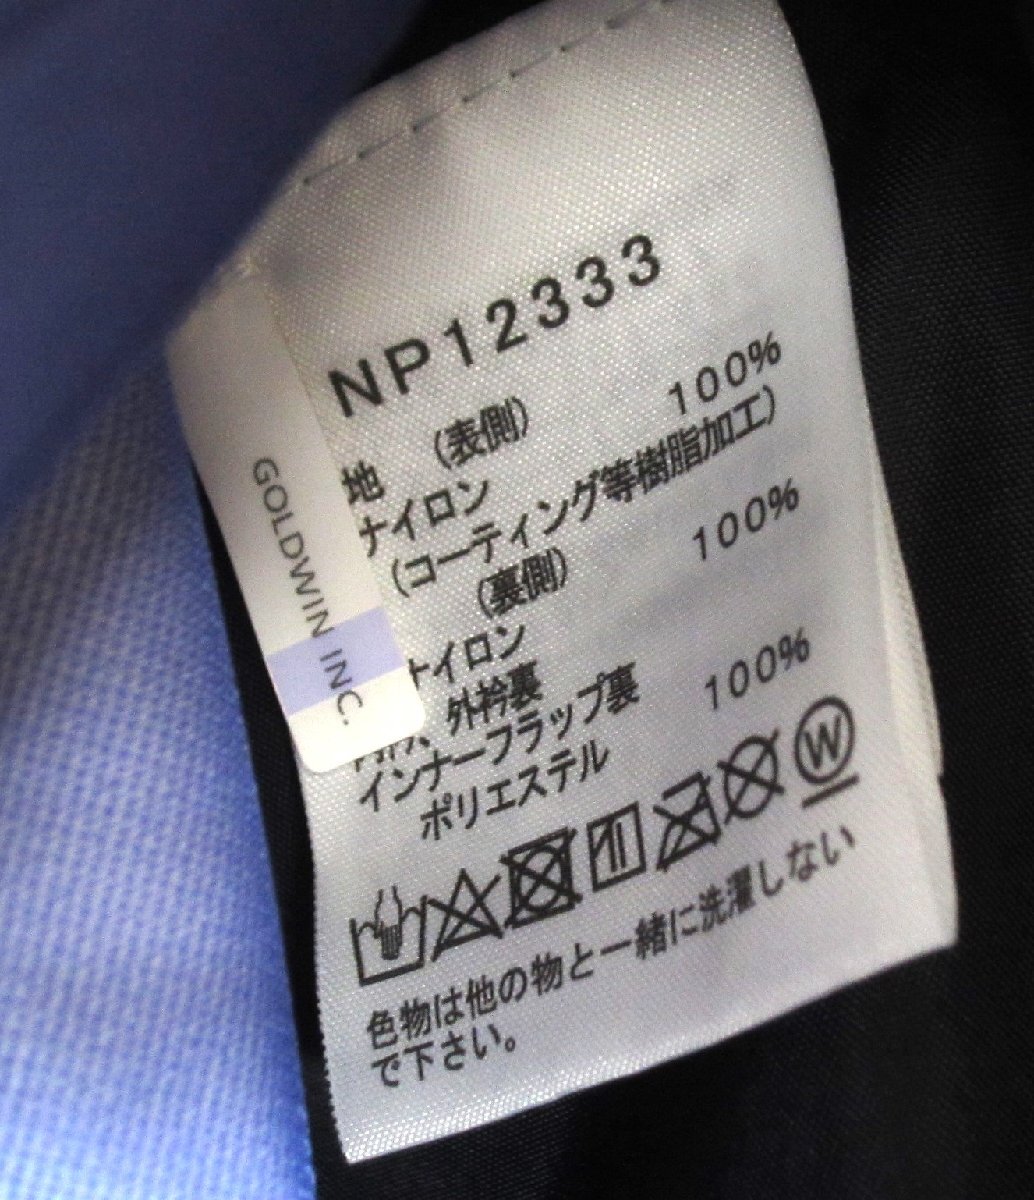 NP12333
地 (表側)
ナイロン 100%
(コーティング等樹脂加工)
(裏側)
ナイロン 100%
外衿裏
インナーフラップ裏
ポリエステル 100%
W
色物は他の物と一緒に洗濯しない
で下さい。
GOLDWIN INC.